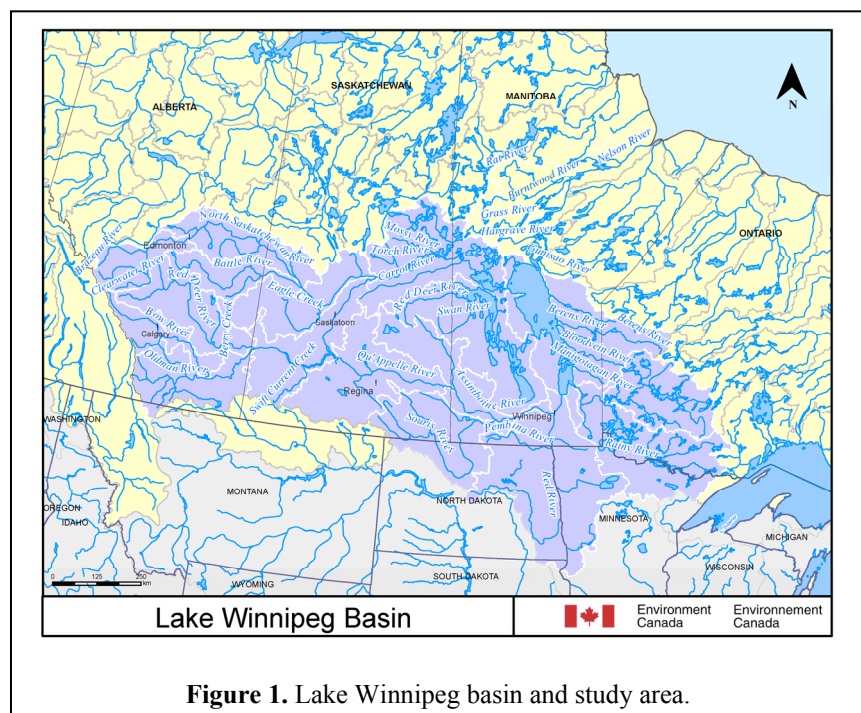 ALBERTA
SASKATCHEWAN
MANITOBA
N
Rat River
Burntwood River
Nelson River
Grass River
Hargrave River
ONTARIO
Gunisao River
Brazeau River
North Saskatchewan River
Edmonton
Mossy River
Torch River
Clearwater River
Battle River
Carrot River
Red Deer River
Eagle Creek
Red Deer River
Swan River
Berens River
Berens River
Bow River
Berry Creek
Saskatoon
Bloodvein River
Calgary
Manigotagan River
Oldman River
Qu'Appelle River
Swift Current Creek
Regina
Assiniboine River
Winnipeg
WASHINGTON
Souris River
Pembina River
Rainy River
MONTANA
NORTH DAKOTA
Red River
OREGON
MINNESOTA
IDAHO
MICHIGAN
0 125 250
km
WYOMING
SOUTH DAKOTA
WISCONSIN
Lake Winnipeg Basin
Environment
Canada
Environnement
Canada
Figure 1. Lake Winnipeg basin and study area.